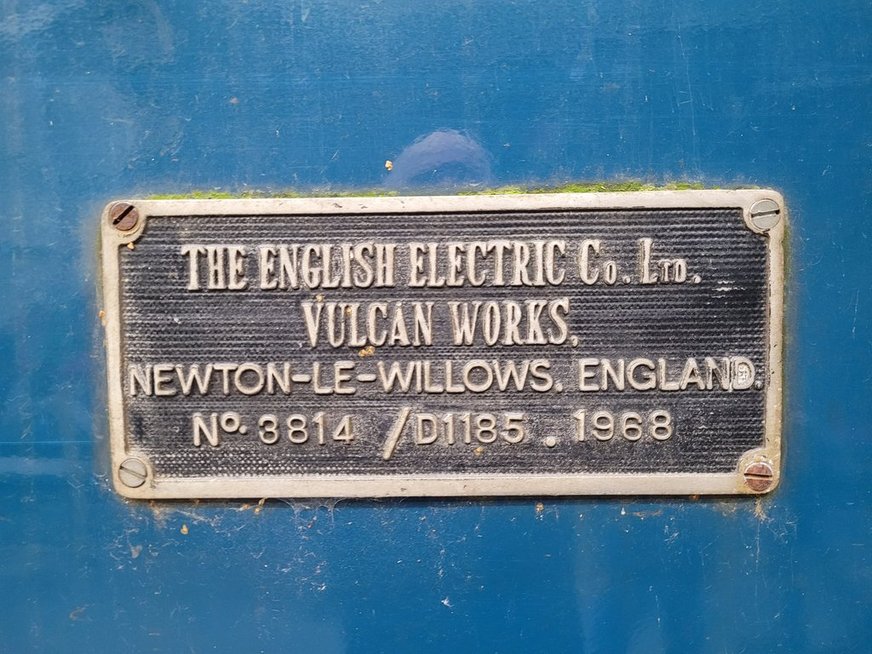 THE ENGLISH ELECTRIC Co. LTD.
VULCAN WORKS.
NEWTON-LE-WILLOWS. ENGLAND.
No. 3814 /D1185 . 1968